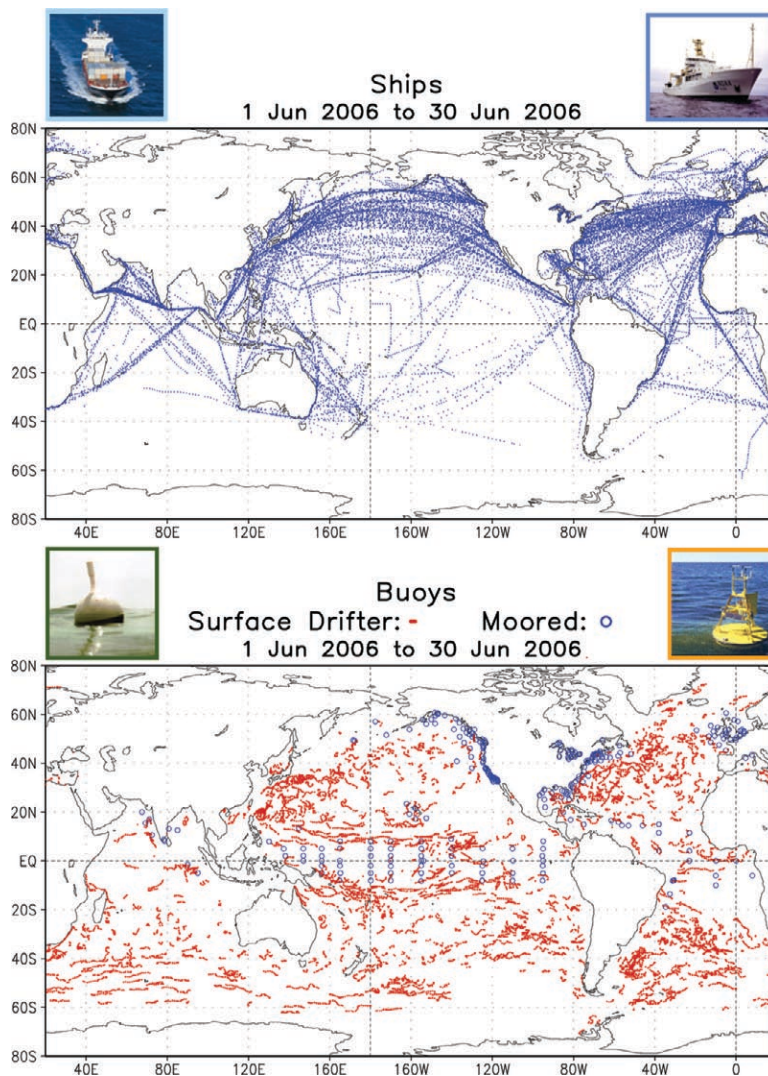 Ships
1 Jun 2006 to 30 Jun 2006
80N
60N
40N
20N
EQ
20S
40S
60S
80S
40E 80E 120E 160E 160W 120W 80W 40W 0
Buoys
Surface Drifter: Moored:
1 Jun 2006 to 30 Jun 2006
80N
60N
40N
20N
EQ
20S
40S
60S
80S
40E 80E 120E 160E 160W 120W 80W 40W 0